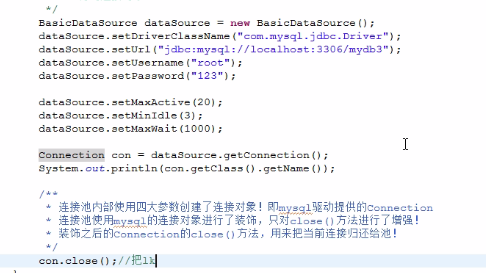 */
BasicDataSource dataSource = new BasicDataSource();
dataSource.setDriverClassName("com.mysql.jdbc.Driver");
dataSource.setUrl("jdbc:mysql://localhost:3306/mydb3");
dataSource.setUsername("root");
dataSource.setPassword("123");
dataSource.setMaxActive(20);
dataSource.setMinIdle(3);
dataSource.setMaxWait(1000);
Connection con = dataSource.getConnection();
System.out.println(con.getClass().getName());
/**
* 连接池内部使用四大参数创建了连接对象！即mysql驱动提供的Connection
* 连接池使用mysql的连接对象进行了装饰，只对close()方法进行了增强！
* 装饰之后的Connection的close()方法，用来把当前连接归还给池！
*/
con.close();//把lk